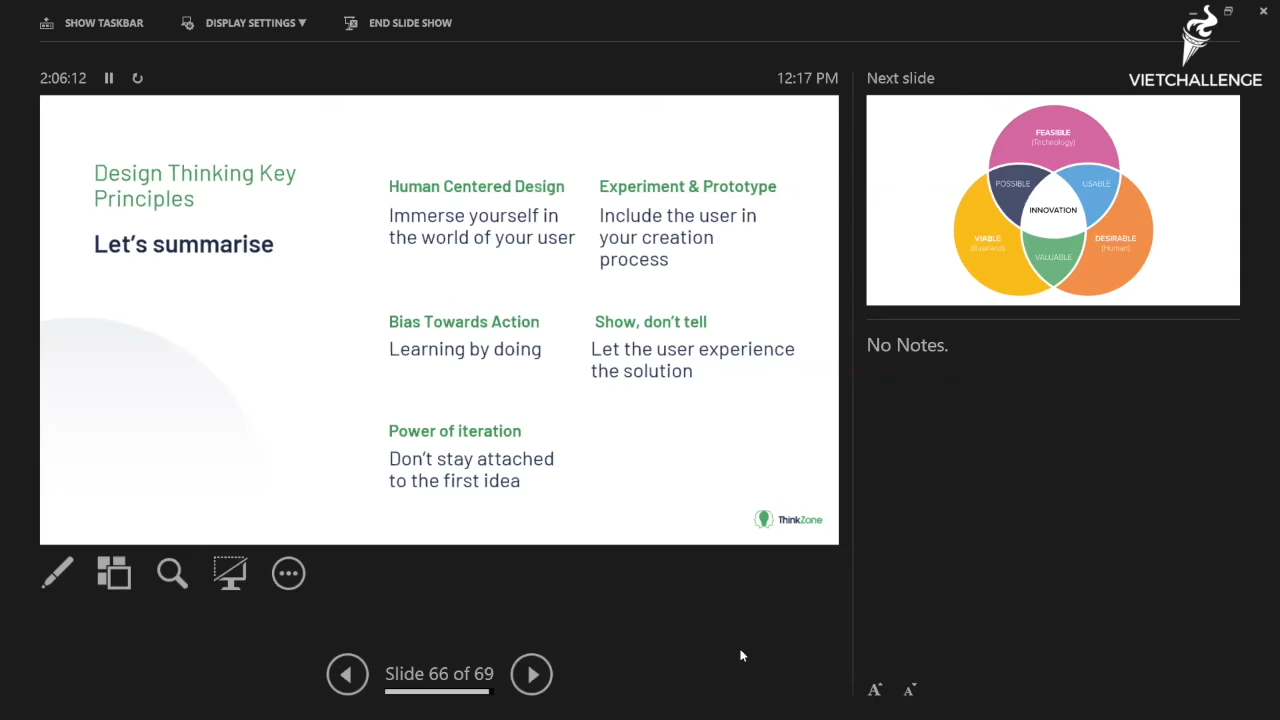 SHOW TASKBAR
DISPLAY SETTINGS ▼
END SLIDE SHOW
VIETCHALLENGE
2:06:12
12:17 PM
Next slide
Design Thinking Key
Principles
Let's summarise
Human Centered Design
Immerse yourself in
the world of your user
Experiment & Prototype
Include the user in
your creation
process
Bias Towards Action
Learning by doing
Show, don't tell
Let the user experience
the solution
Power of iteration
Don't stay attached
to the first idea
ThinkZone
FEASIBLE
(Technology)
POSSIBLE
USABLE
INNOVATION
VIABLE
(Business)
DESIRABLE
(Human)
VALUABLE
No Notes.
Slide 66 of 69
A A